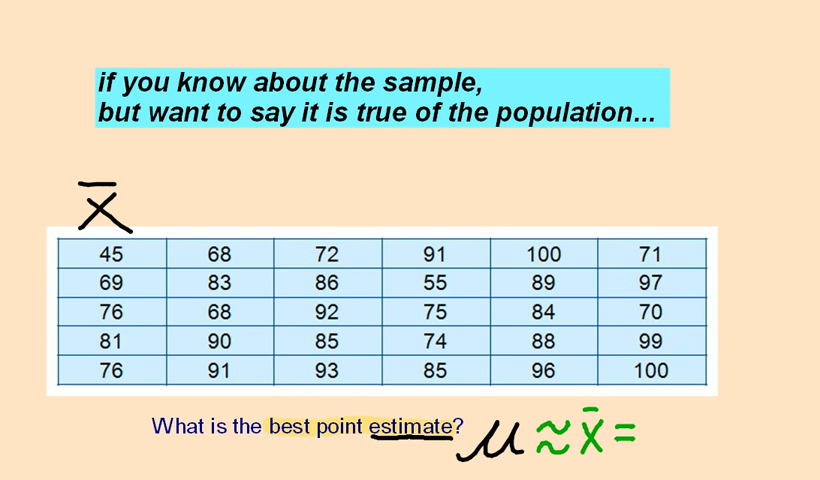 if you know about the sample,
but want to say it is true of the population...
x̄
45 68 72 91 100 71
69 83 86 55 89 97
76 68 92 75 84 70
81 90 85 74 88 99
76 91 93 85 96 100
What is the best point estimate? μ ≈ x̄ =